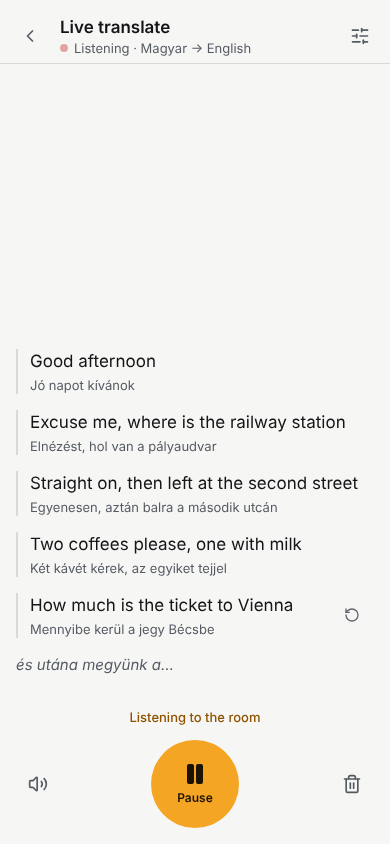 Live translate
Listening · Magyar → English
Good afternoon
Jó napot kívánok
Excuse me, where is the railway station
Elnézést, hol van a pályaudvar
Straight on, then left at the second street
Egyenesen, aztán balra a második utcán
Two coffees please, one with milk
Két kávét kérek, az egyiket tejjel
How much is the ticket to Vienna
Mennyibe kerül a jegy Bécsbe
és utána megyünk a...
Listening to the room
Pause